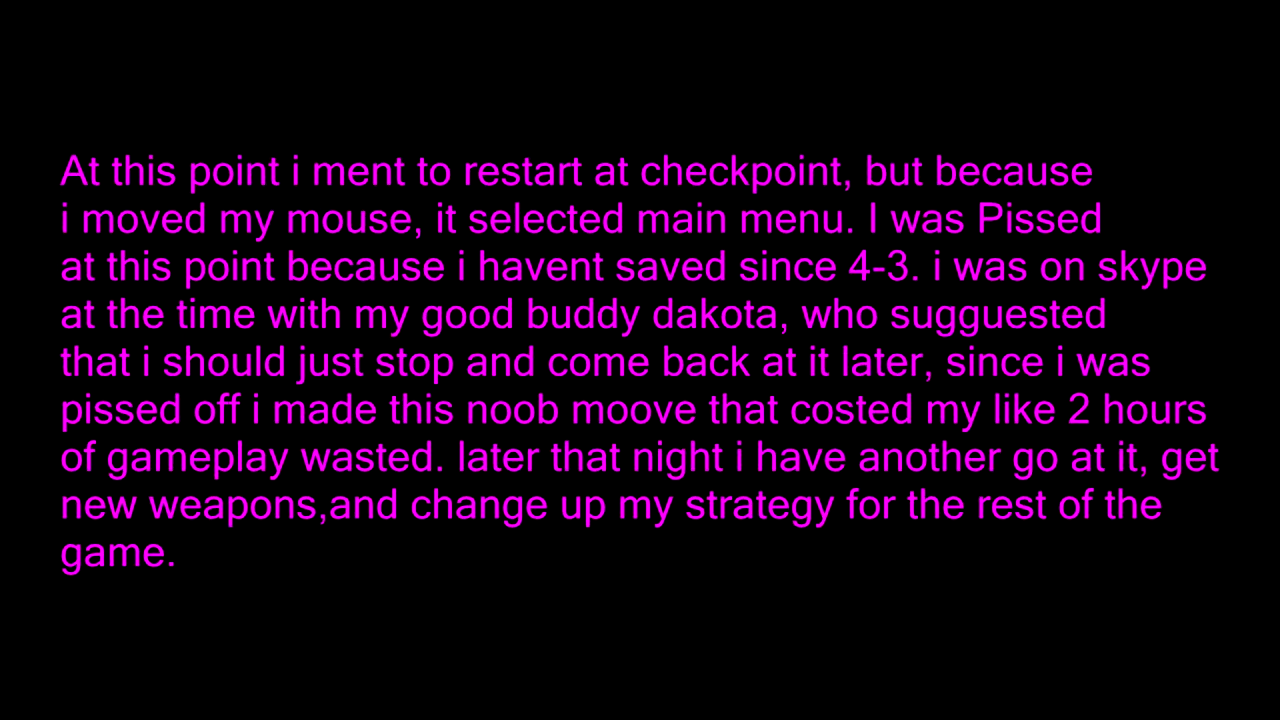 At this point i ment to restart at checkpoint, but because
i moved my mouse, it selected main menu. I was Pissed
at this point because i havent saved since 4-3. i was on skype
at the time with my good buddy dakota, who sugguested
that i should just stop and come back at it later, since i was
pissed off i made this noob moove that costed my like 2 hours
of gameplay wasted. later that night i have another go at it, get
new weapons,and change up my strategy for the rest of the
game.